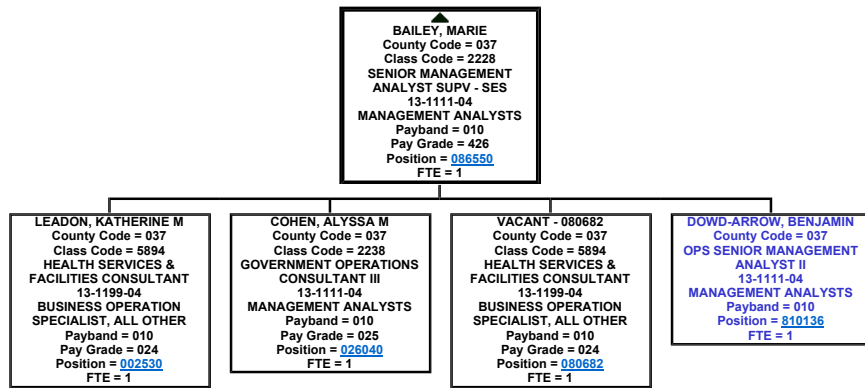 BAILEY, MARIE
County Code = 037
Class Code = 2228
SENIOR MANAGEMENT
ANALYST SUPV - SES
13-1111-04
MANAGEMENT ANALYSTS
Payband = 010
Pay Grade = 426
Position = 086550
FTE = 1
LEADON, KATHERINE M
County Code = 037
Class Code = 5894
HEALTH SERVICES &
FACILITIES CONSULTANT
13-1199-04
BUSINESS OPERATION
SPECIALIST, ALL OTHER
Payband = 010
Pay Grade = 024
Position = 002530
FTE = 1
COHEN, ALYSSA M
County Code = 037
Class Code = 2238
GOVERNMENT OPERATIONS
CONSULTANT III
13-1111-04
MANAGEMENT ANALYSTS
Payband = 010
Pay Grade = 025
Position = 026040
FTE = 1
VACANT - 080682
County Code = 037
Class Code = 5894
HEALTH SERVICES &
FACILITIES CONSULTANT
13-1199-04
BUSINESS OPERATION
SPECIALIST, ALL OTHER
Payband = 010
Pay Grade = 024
Position = 080682
FTE = 1
DOWD-ARROW, BENJAMIN
County Code = 037
OPS SENIOR MANAGEMENT
ANALYST II
13-1111-04
MANAGEMENT ANALYSTS
Payband = 010
Position = 810136
FTE = 1